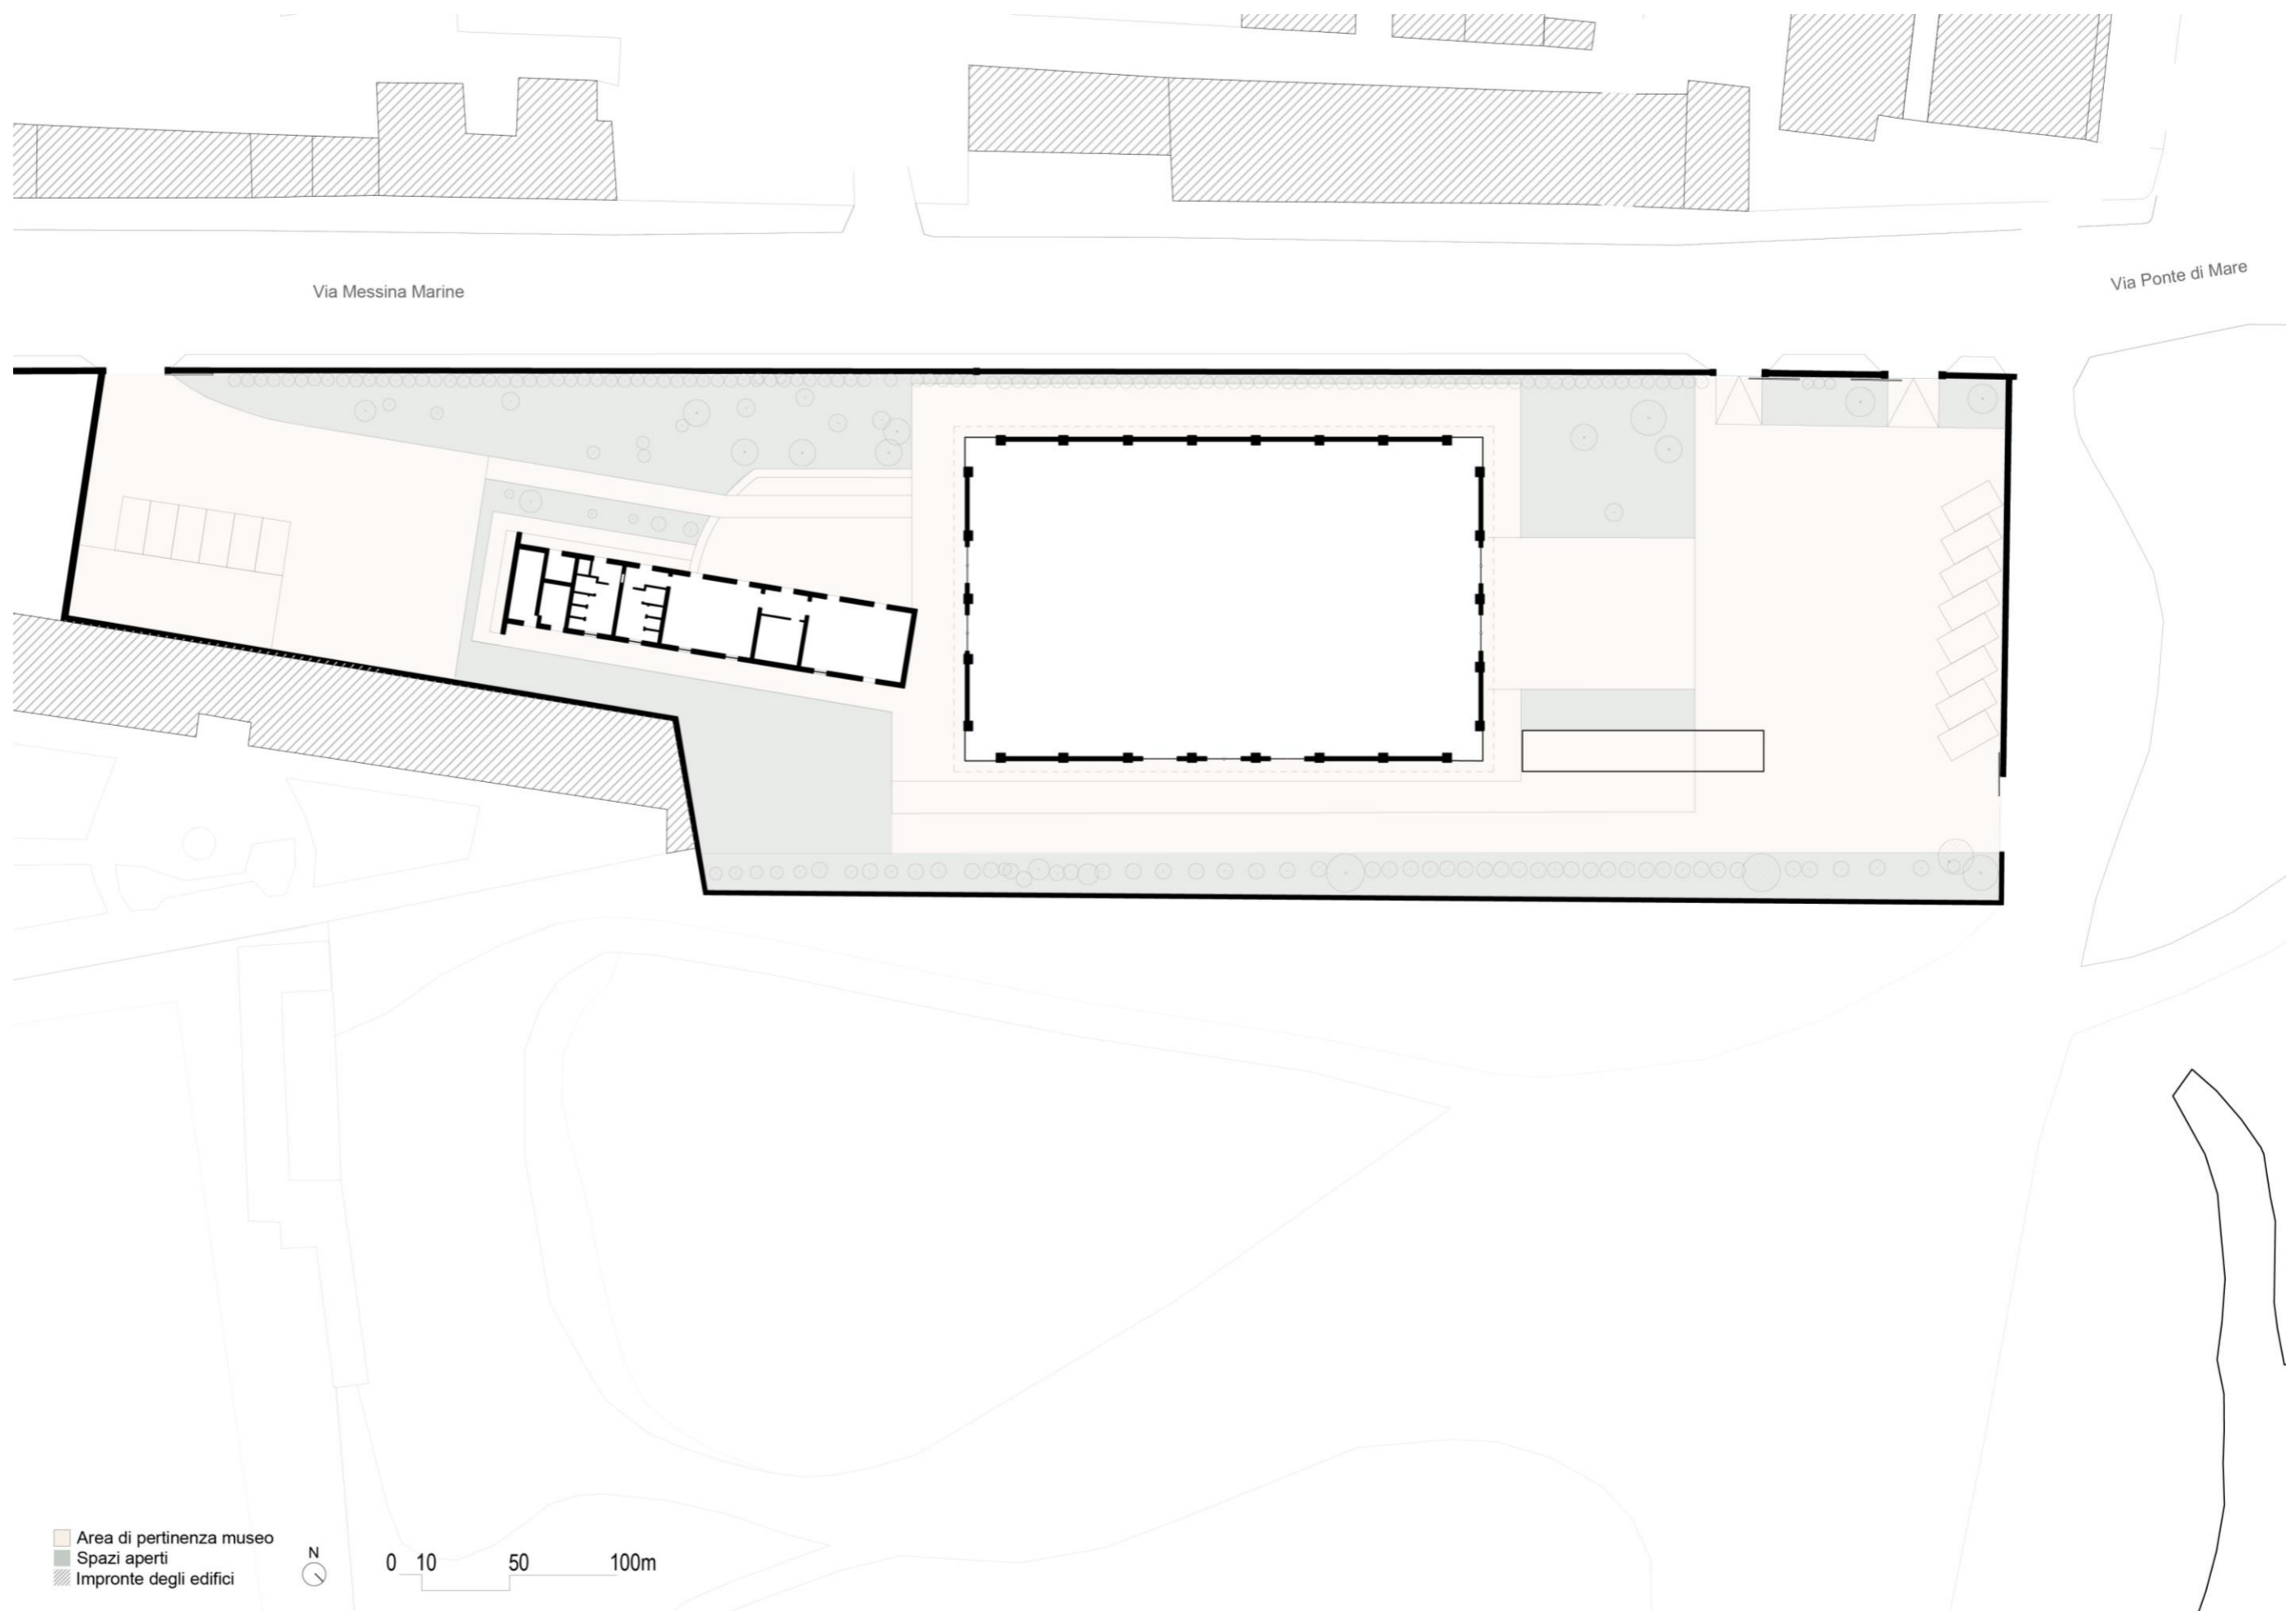 Via Messina Marine
Via Ponte di Mare
Area di pertinenza museo
Spazi aperti
Impronte degli edifici
N
0 10 50 100m